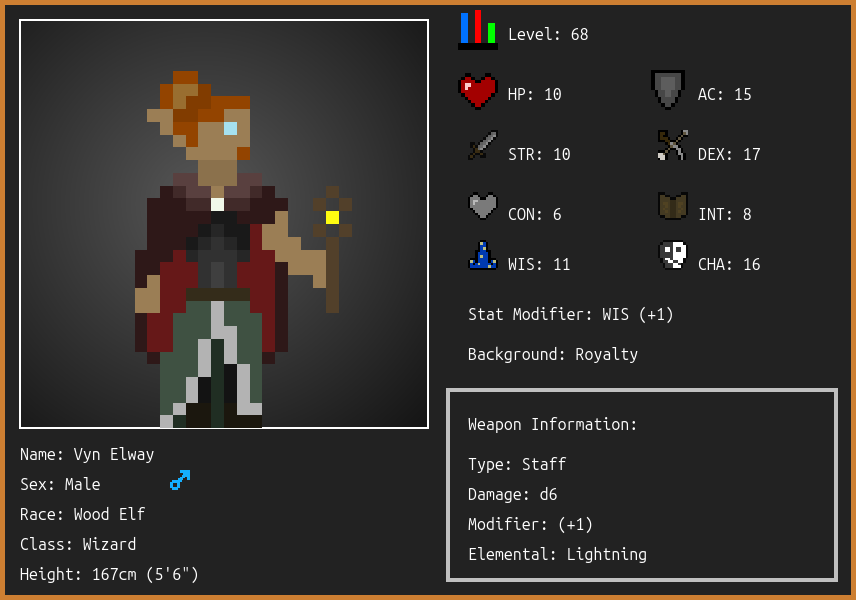 Level: 68
HP: 10
AC: 15
STR: 10
DEX: 17
CON: 6
INT: 8
WIS: 11
CHA: 16
Stat Modifier: WIS (+1)
Background: Royalty
Weapon Information:
Type: Staff
Damage: d6
Modifier: (+1)
Elemental: Lightning
Name: Vyn Elway
Sex: Male
Race: Wood Elf
Class: Wizard
Height: 167cm (5'6")